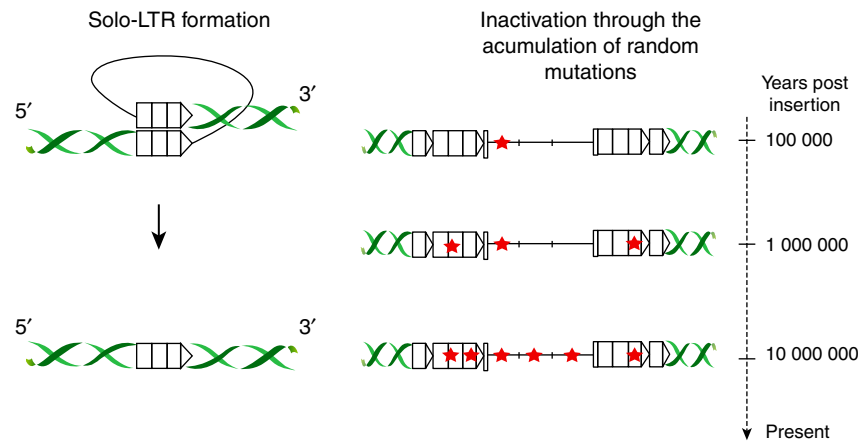 Solo-LTR formation
Inactivation through the
acumulation of random
mutations
Years post
insertion
5′
3′
100 000
1 000 000
5′
3′
10 000 000
Present